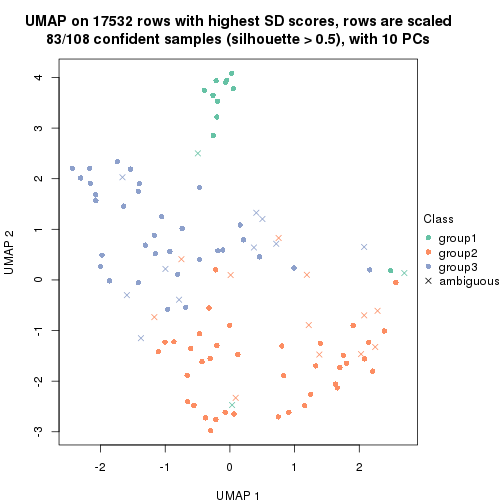 UMAP on 17532 rows with highest SD scores, rows are scaled
83/108 confident samples (silhouette > 0.5), with 10 PCs
4
3
2
1
0
-1
-2
-3
UMAP 2
-2
-1
0
1
2
UMAP 1
Class
group1
group2
group3
ambiguous